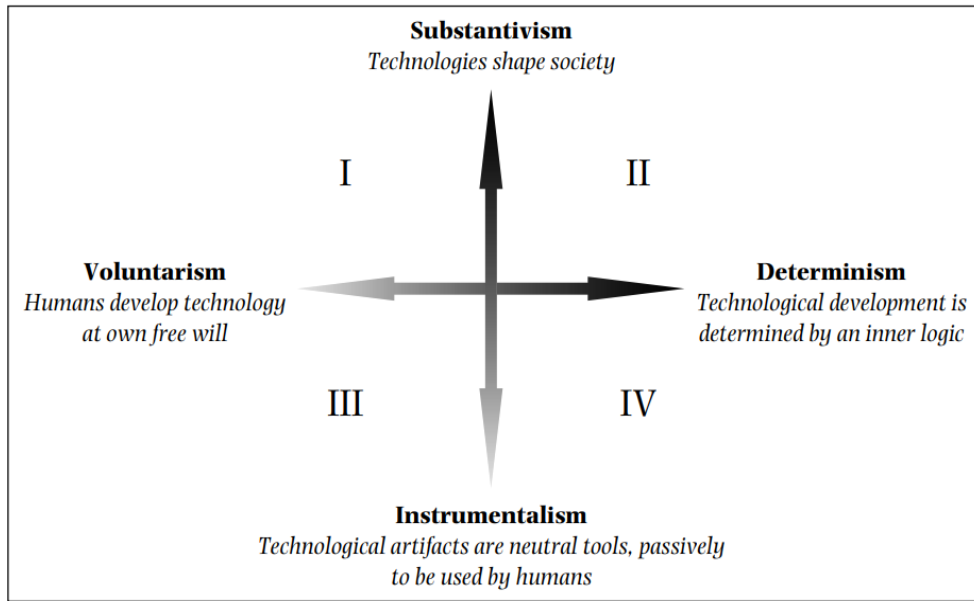 Substantivism
Technologies shape society
I
II
Voluntarism
Humans develop technology
at own free will
Determinism
Technological development is
determined by an inner logic
III
IV
Instrumentalism
Technological artifacts are neutral tools, passively
to be used by humans